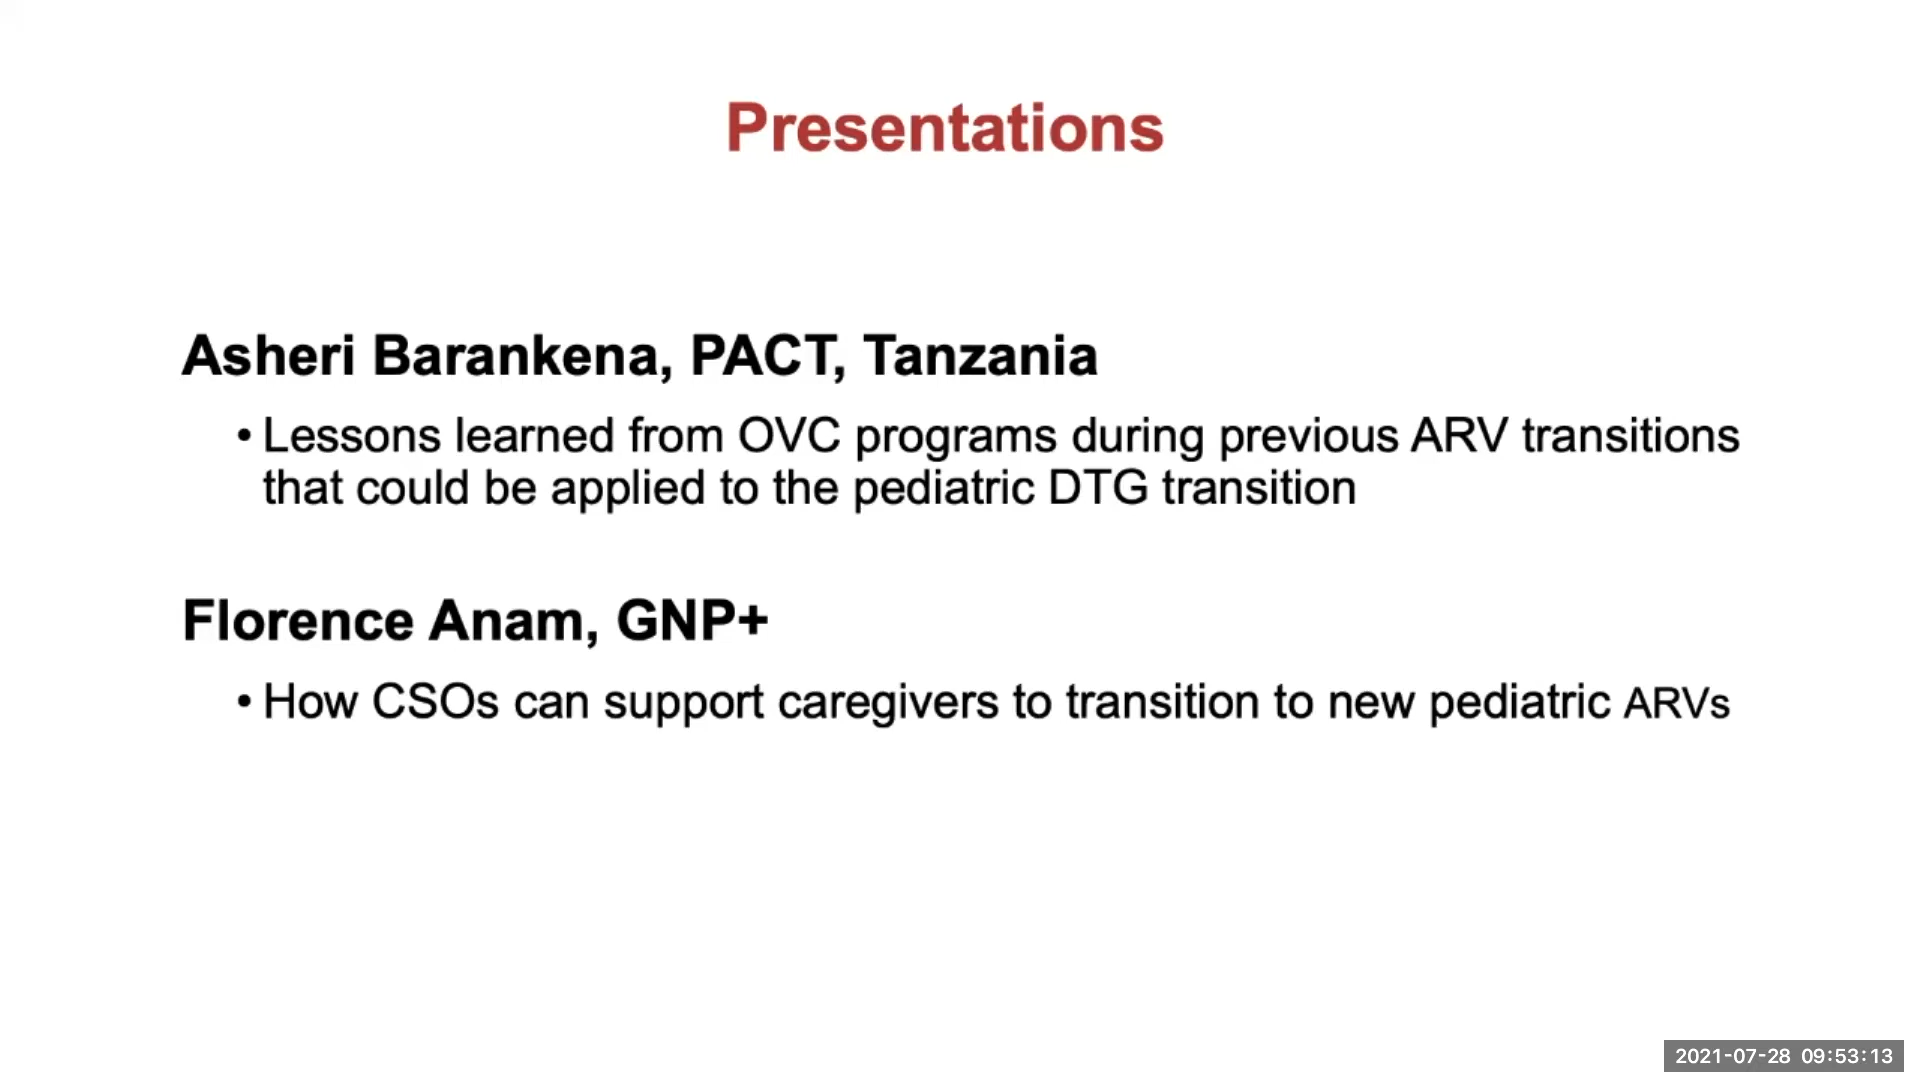 Presentations
Asheri Barankena, PACT, Tanzania
• Lessons learned from OVC programs during previous ARV transitions
that could be applied to the pediatric DTG transition
Florence Anam, GNP+
• How CSOs can support caregivers to transition to new pediatric ARVs
2021-07-28 09:53:13